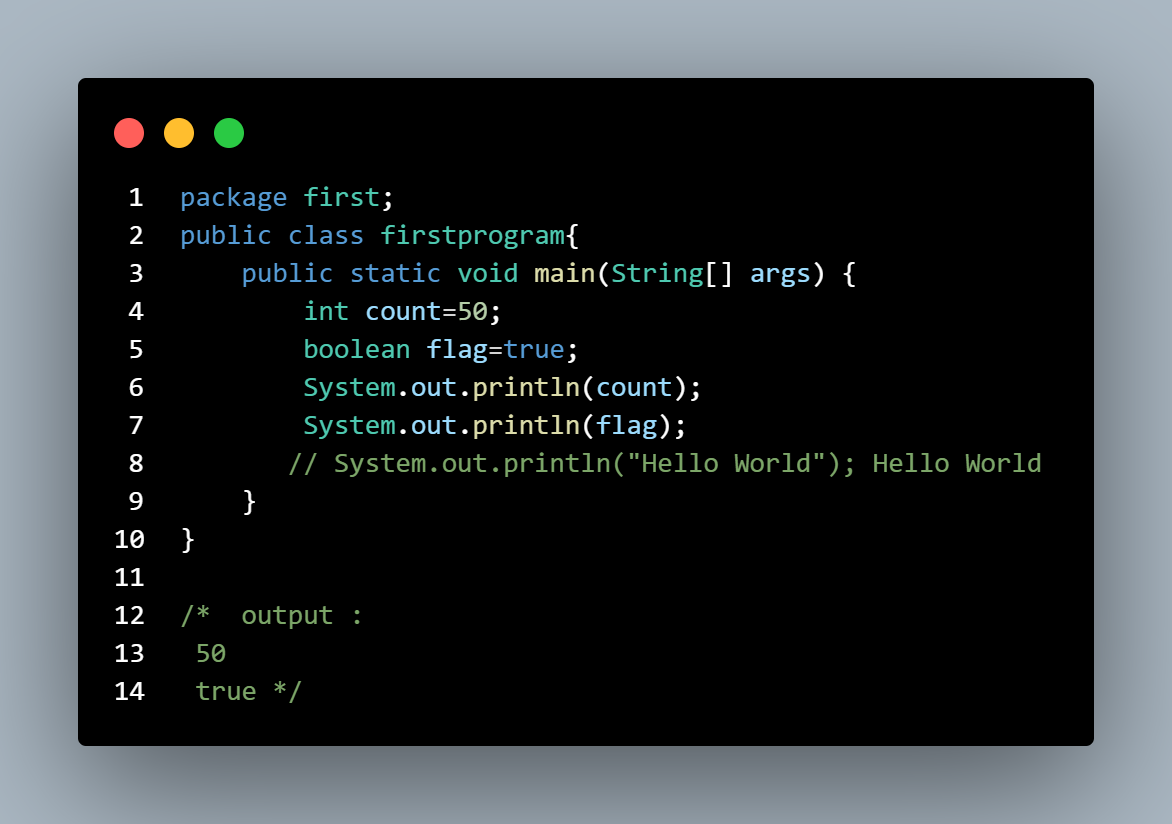 1 package first;
2 public class firstprogram{
3     public static void main(String[] args) {
4         int count=50;
5         boolean flag=true;
6         System.out.println(count);
7         System.out.println(flag);
8        // System.out.println("Hello World"); Hello World
9     }
10 }
11
12 /*  output :
13  50
14  true */